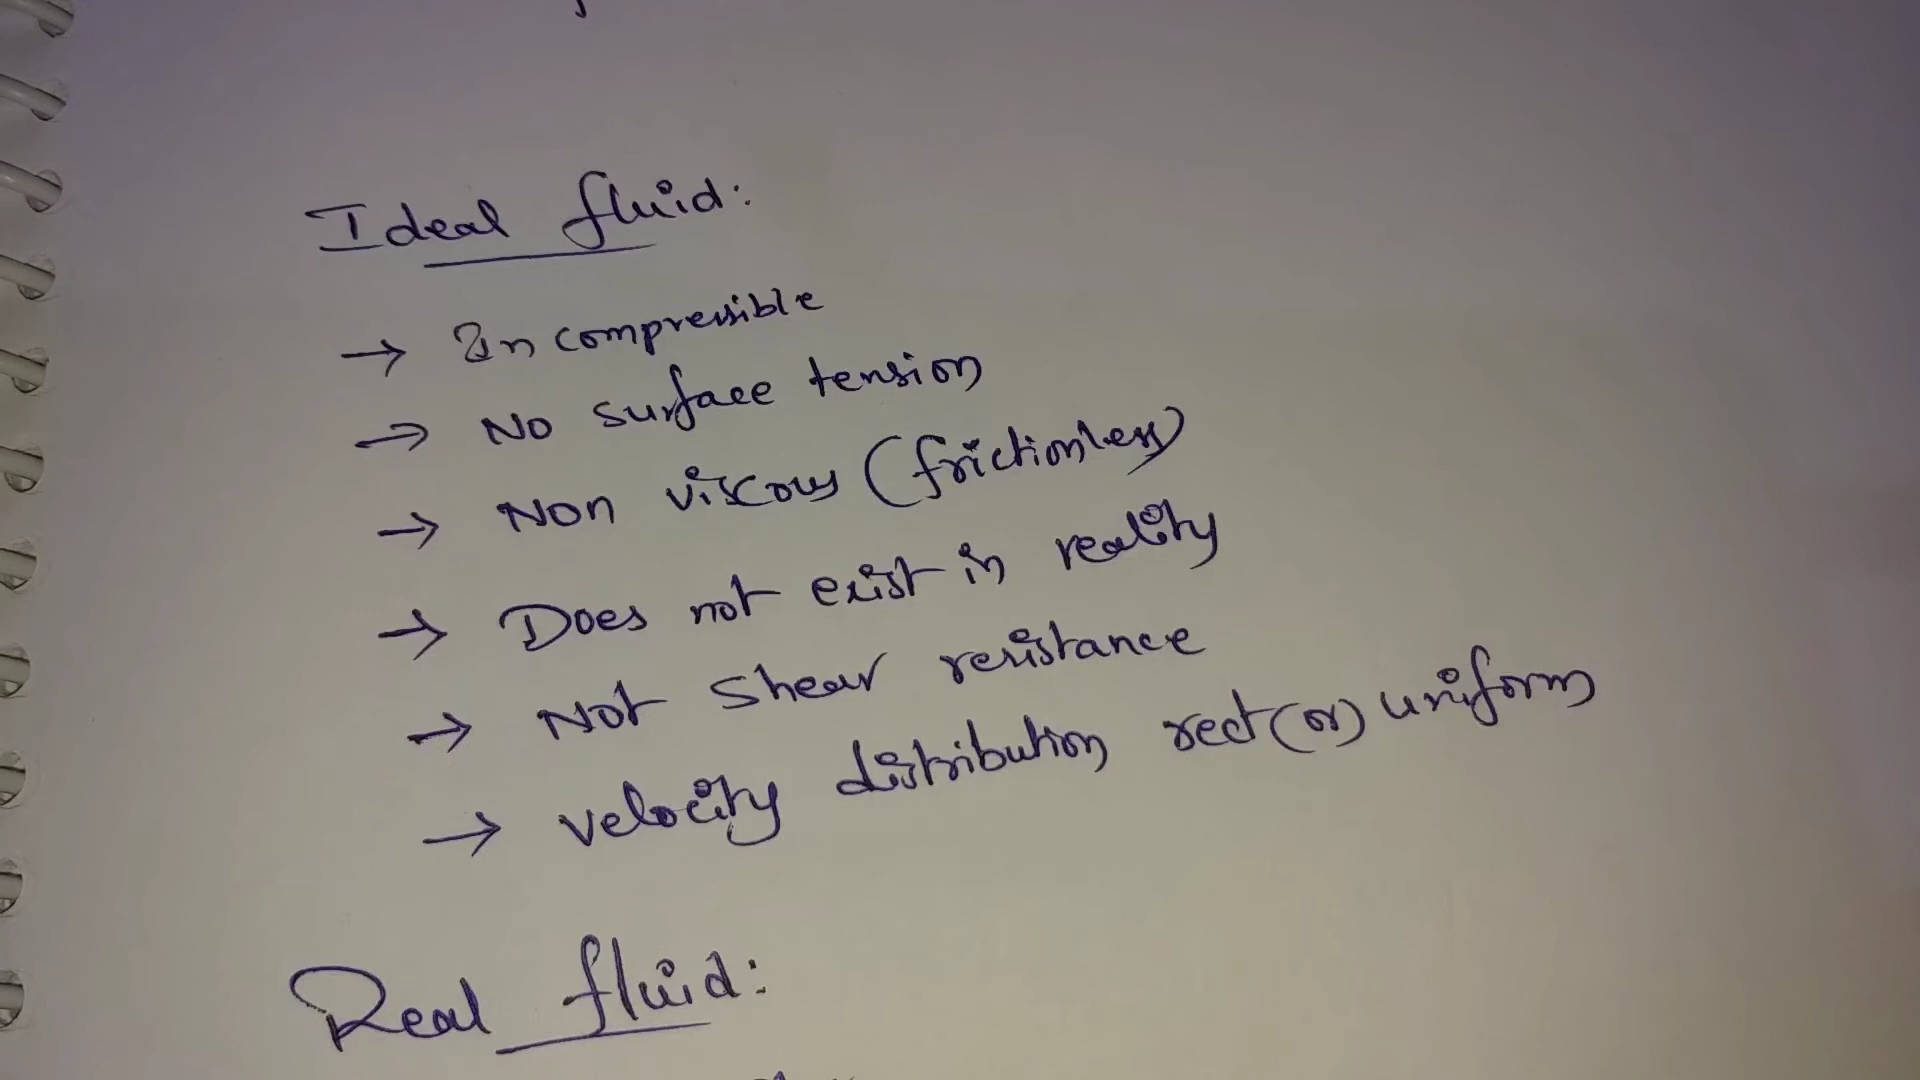 Ideal fluid:
→ Incompressible
→ No surface tension
→ Non viscous (frictionless)
→ Does not exist in reality
→ Not shear resistance
→ velocity distribution rect (or) uniform
Real fluid: